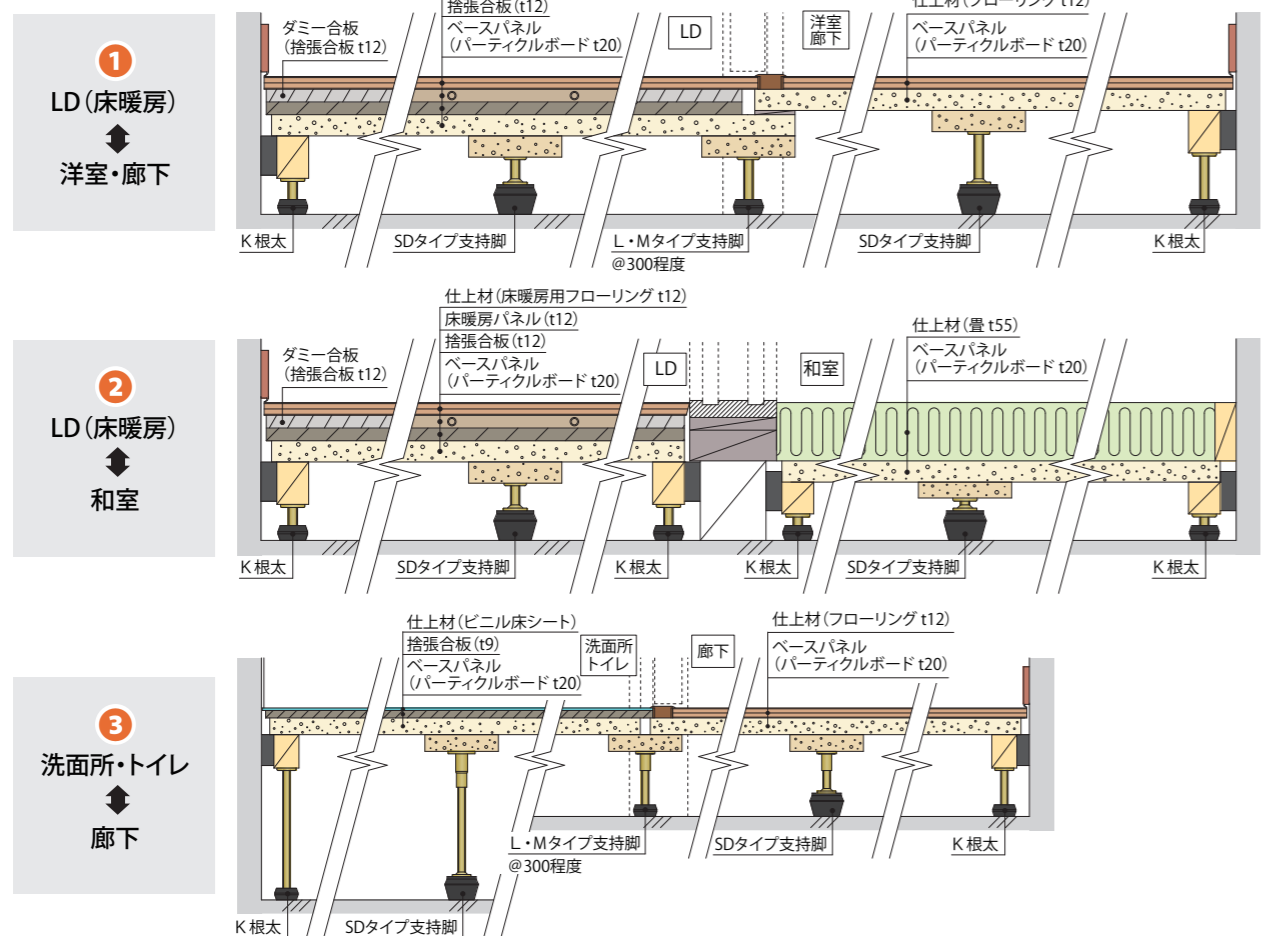 1
LD（床暖房）
洋室・廊下
ダミー合板
（捨張合板 t12）
捨張合板（t12）
ベースパネル
（パーティクルボード t20）
LD
洋室
廊下
仕上材（フローリング t12）
ベースパネル
（パーティクルボード t20）
K 根太
SDタイプ支持脚
L・Mタイプ支持脚
@300程度
SDタイプ支持脚
K 根太
2
LD（床暖房）
和室
ダミー合板
（捨張合板 t12）
仕上材（床暖房用フローリング t12）
床暖房パネル（t12）
捨張合板（t12）
ベースパネル
（パーティクルボード t20）
LD
和室
仕上材（畳 t55）
ベースパネル
（パーティクルボード t20）
K 根太
SDタイプ支持脚
K 根太
K 根太
SDタイプ支持脚
K 根太
3
洗面所・トイレ
廊下
仕上材（ビニル床シート）
捨張合板（t9）
ベースパネル
（パーティクルボード t20）
洗面所
トイレ
廊下
仕上材（フローリング t12）
ベースパネル
（パーティクルボード t20）
L・Mタイプ支持脚
@300程度
SDタイプ支持脚
K 根太
K 根太
SDタイプ支持脚